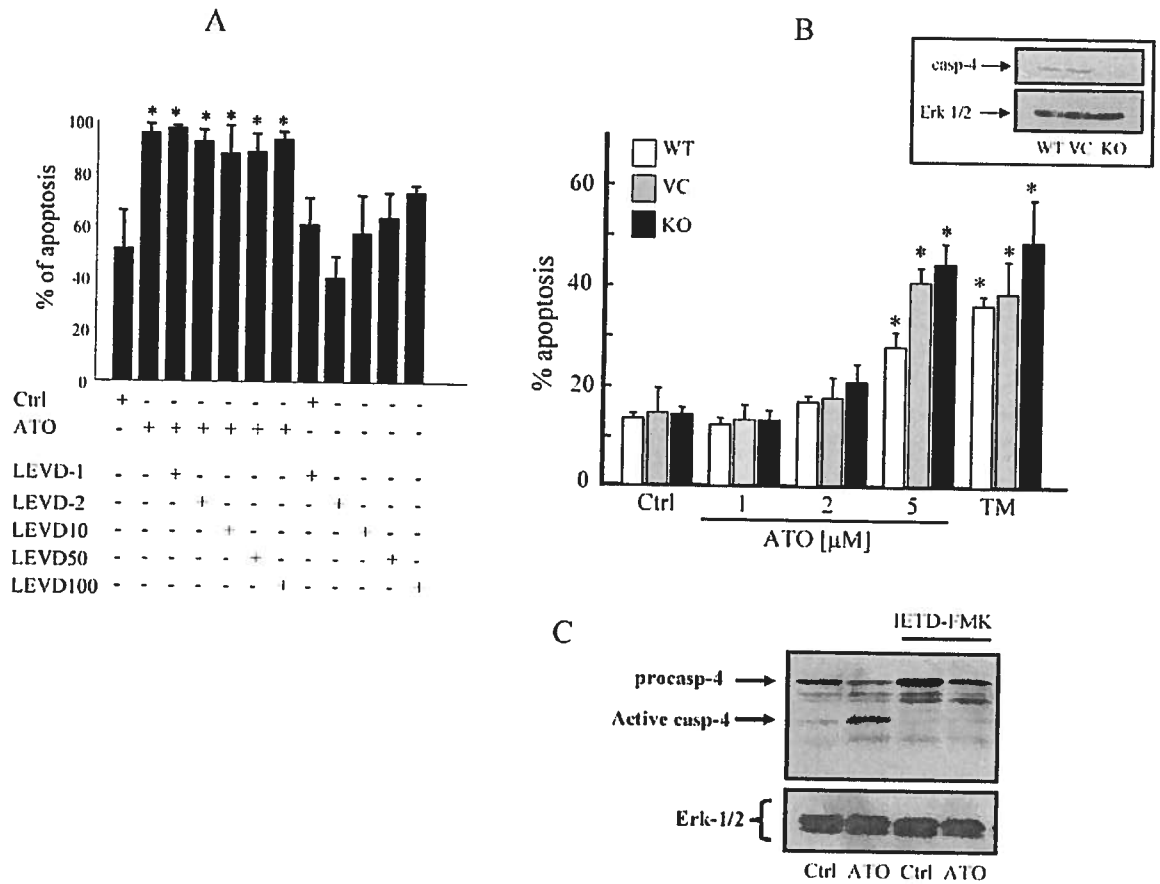 A
% of apoptosis
100
80
60
40
20
0
* * * * * *
Ctrl + - - - - - - + - - - -
ATO - + + + + + + - - - - -
LEVD-1 - - + - - - - + - - - -
LEVD-2 - - - + - - - - + - - -
LEVD10 - - - - + - - - - + - -
LEVD50 - - - - - + - - - - + -
LEVD100 - - - - - - + - - - - +
B
casp-4
Erk 1/2
WT VC KO
WT
VC
KO
% apoptosis
60
40
20
0
* * * * * *
Ctrl 1 2 5 TM
ATO [µM]
C
IETD-FMK
procasp-4
Active casp-4
Erk-1/2
Ctrl ATO Ctrl ATO